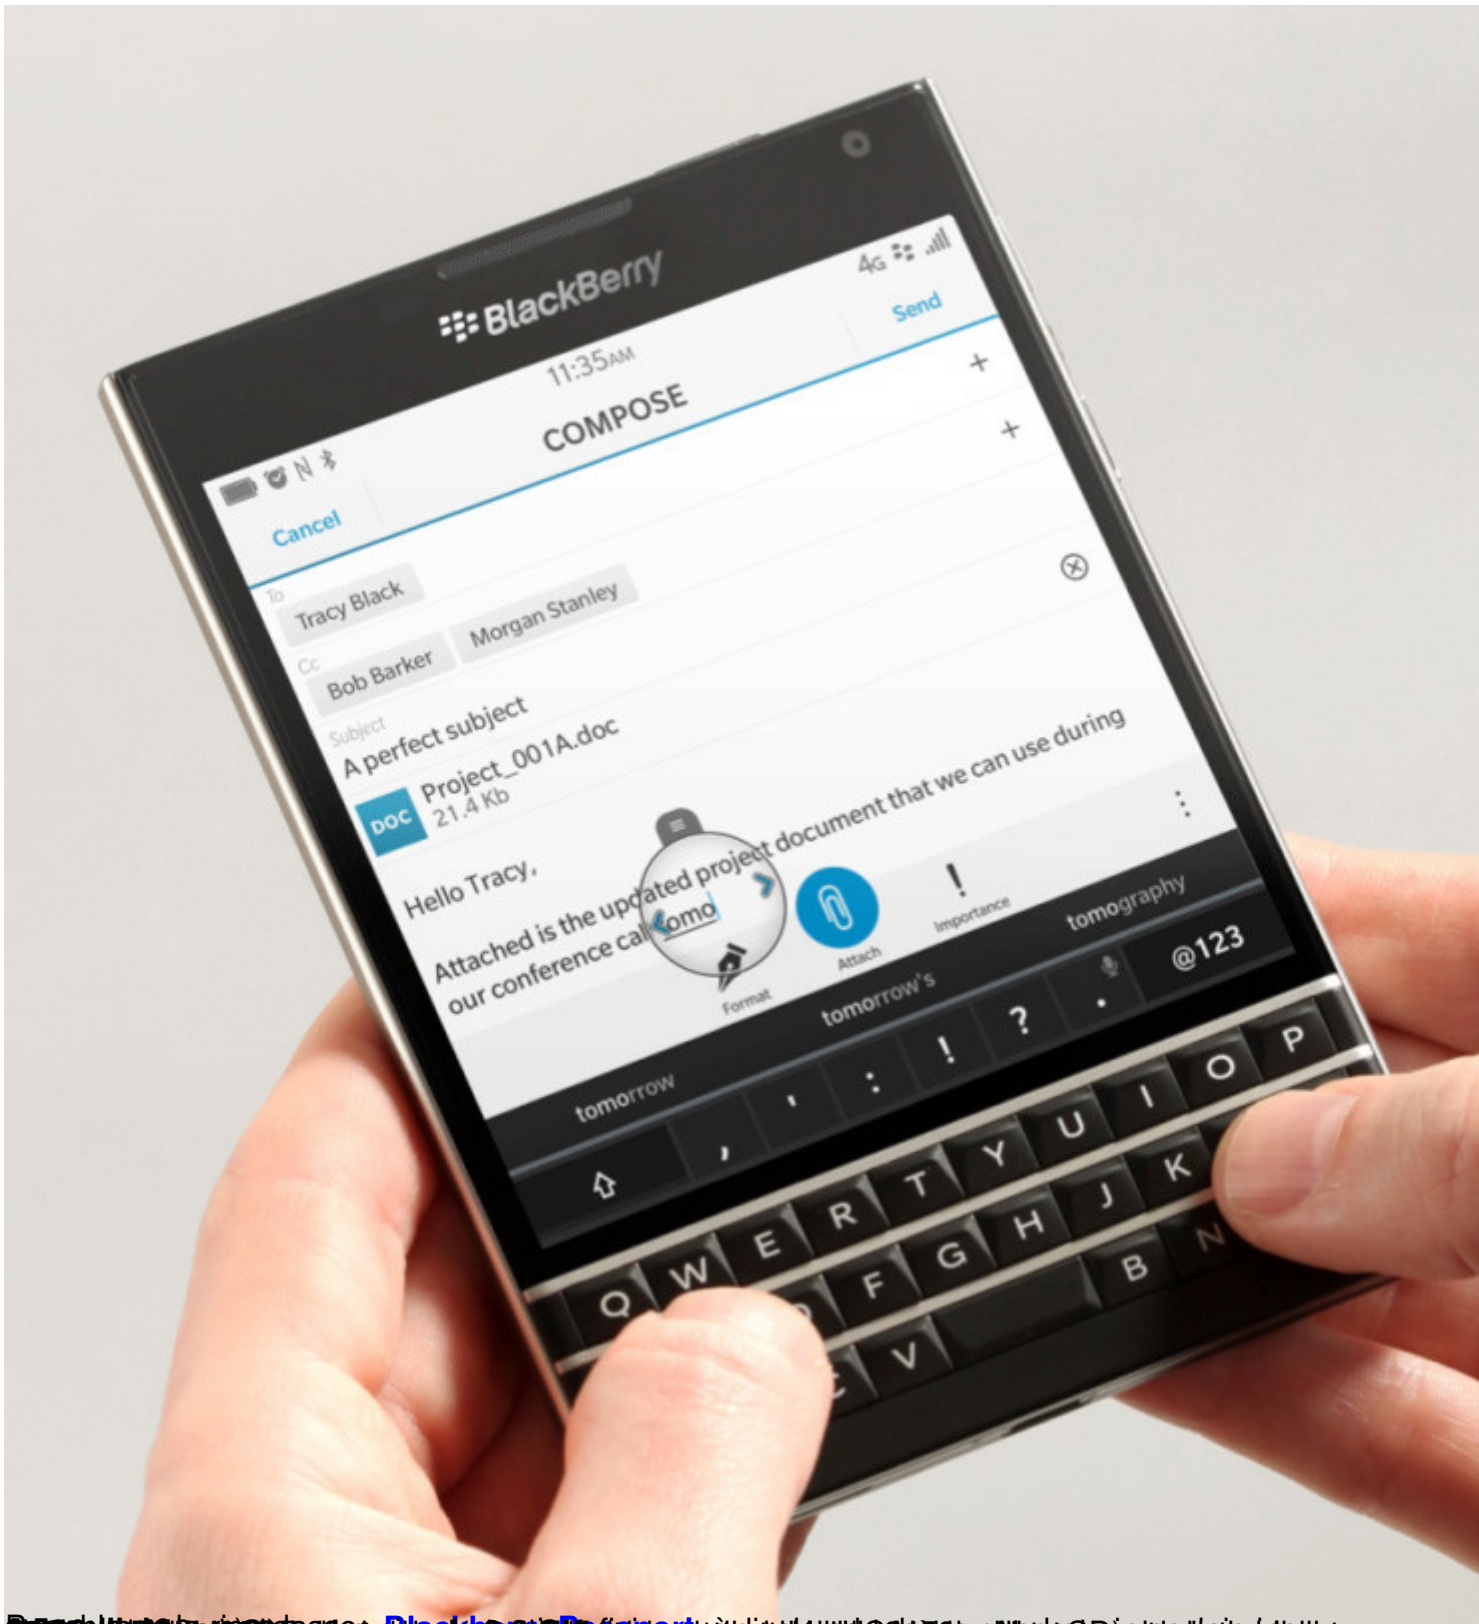 BlackBerry
4G
11:35AM
Cancel
COMPOSE
Send
To
Tracy Black
+
Cc
Bob Barker Morgan Stanley
+
Subject
A perfect subject
DOC
Project_001A.doc
21.4 Kb
Hello Tracy,
Attached is the updated project document that we can use during
our conference call tomo
Format
Attach
Importance
tomorrow tomorrow's tomography
, ' : ! ? . @123
Q W E R T Y U I O P
F G H J K
C V B N
Blackberry Passport